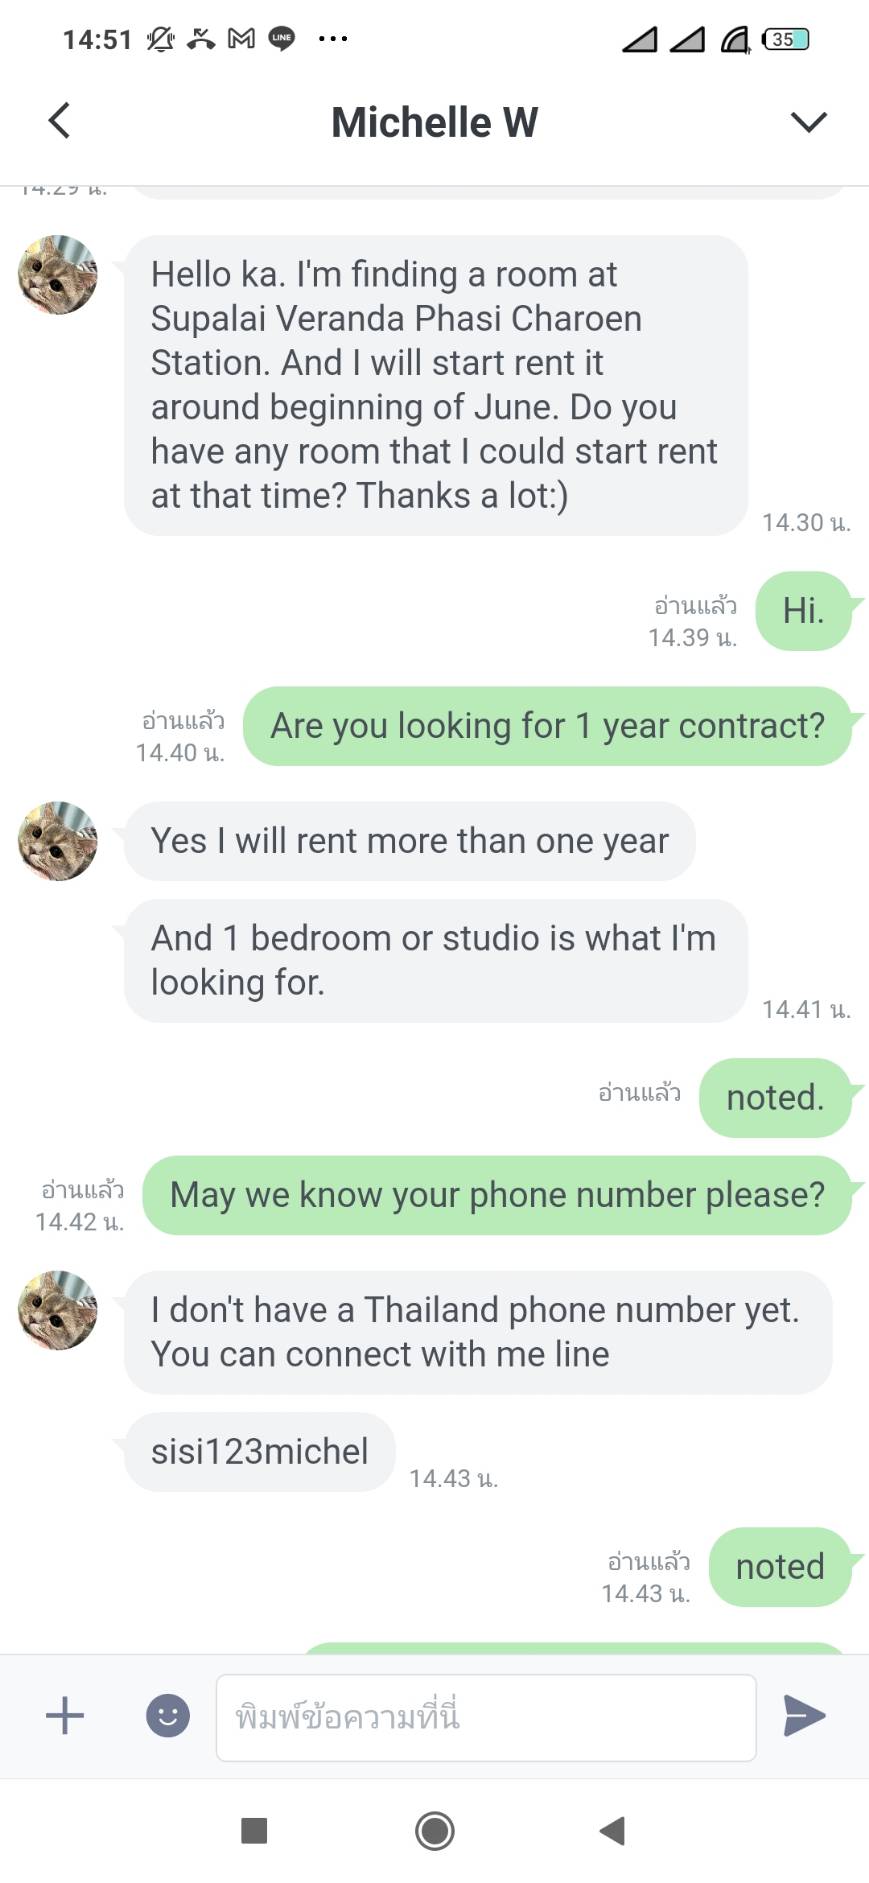 14:51
LINE
35
Michelle W
14.29 น.
Hello ka. I'm finding a room at
Supalai Veranda Phasi Charoen
Station. And I will start rent it
around beginning of June. Do you
have any room that I could start rent
at that time? Thanks a lot:)
14.30 น.
อ่านแล้ว
14.39 น.
Hi.
อ่านแล้ว
14.40 น.
Are you looking for 1 year contract?
Yes I will rent more than one year
And 1 bedroom or studio is what I'm
looking for.
14.41 น.
อ่านแล้ว
noted.
อ่านแล้ว
14.42 น.
May we know your phone number please?
I don't have a Thailand phone number yet.
You can connect with me line
sisi123michel
14.43 น.
อ่านแล้ว
14.43 น.
noted
พิมพ์ข้อความที่นี่